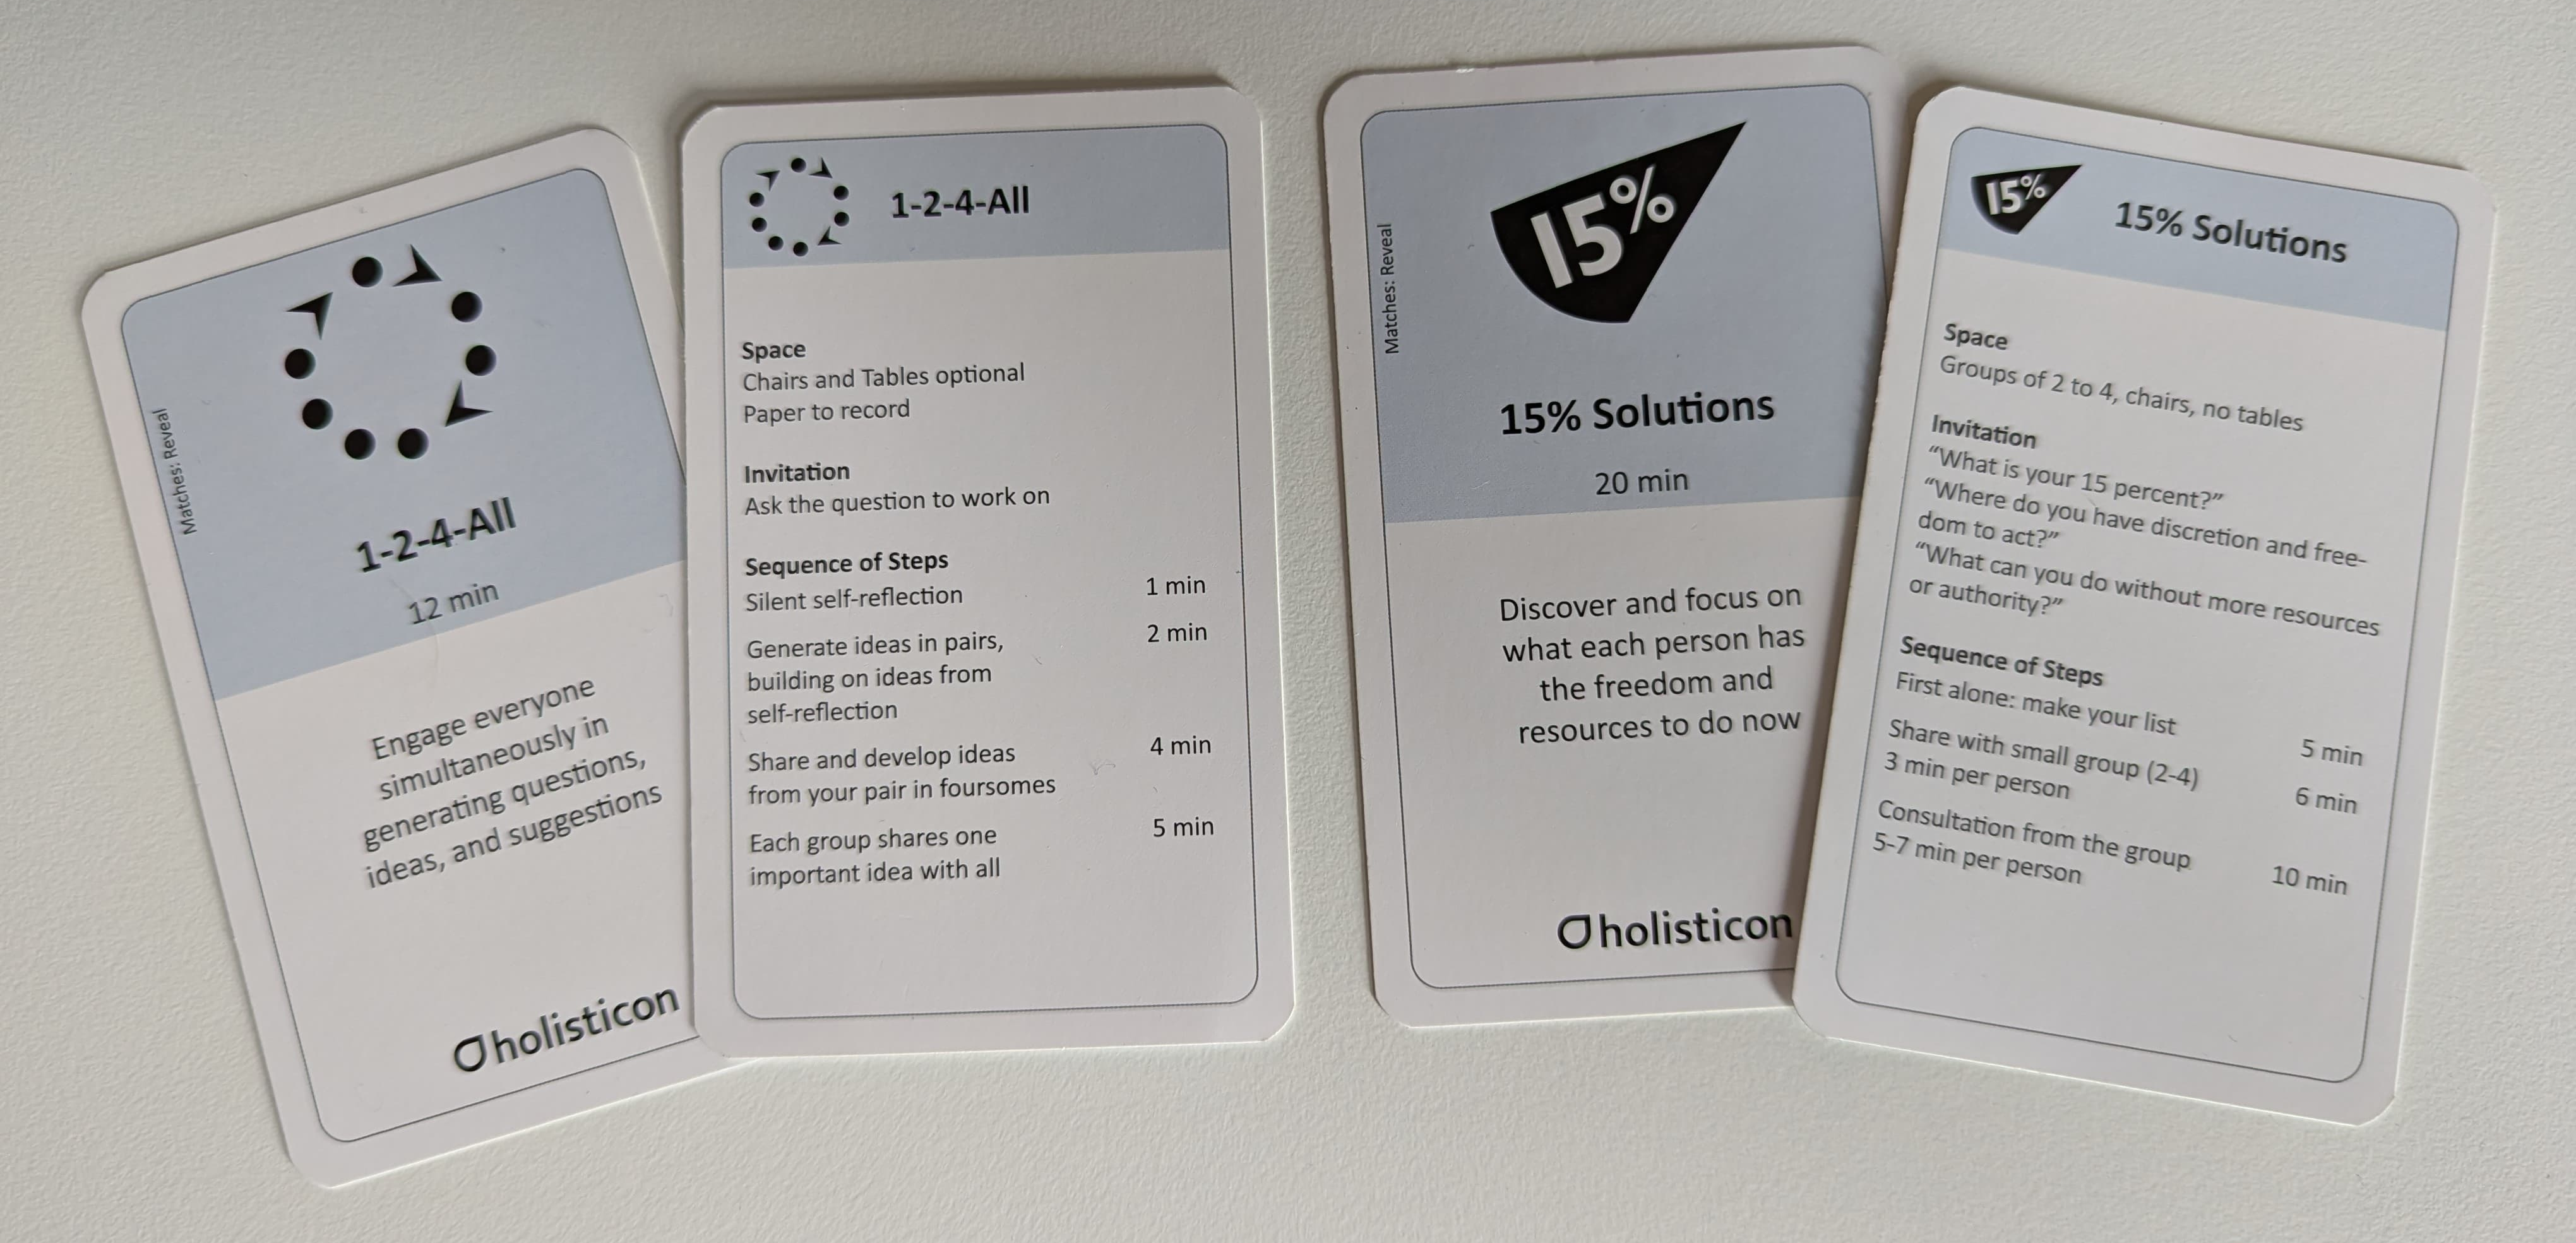 Matches: Reveal
1-2-4-All
12 min
Engage everyone
simultaneously in
generating questions,
ideas, and suggestions
holisticon
1-2-4-All
Space
Chairs and Tables optional
Paper to record
Invitation
Ask the question to work on
Sequence of Steps
Silent self-reflection 1 min
Generate ideas in pairs, 2 min
building on ideas from
self-reflection
Share and develop ideas 4 min
from your pair in foursomes
Each group shares one 5 min
important idea with all
Matches: Reveal
15%
15% Solutions
20 min
Discover and focus on
what each person has
the freedom and
resources to do now
holisticon
15%
15% Solutions
Space
Groups of 2 to 4, chairs, no tables
Invitation
“What is your 15 percent?”
“Where do you have discretion and free-
dom to act?”
“What can you do without more resources
or authority?”
Sequence of Steps
First alone: make your list 5 min
Share with small group (2-4) 6 min
3 min per person
Consultation from the group 10 min
5-7 min per person